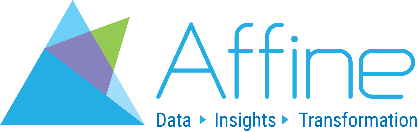 Affine
Data ▸ Insights ▸ Transformation